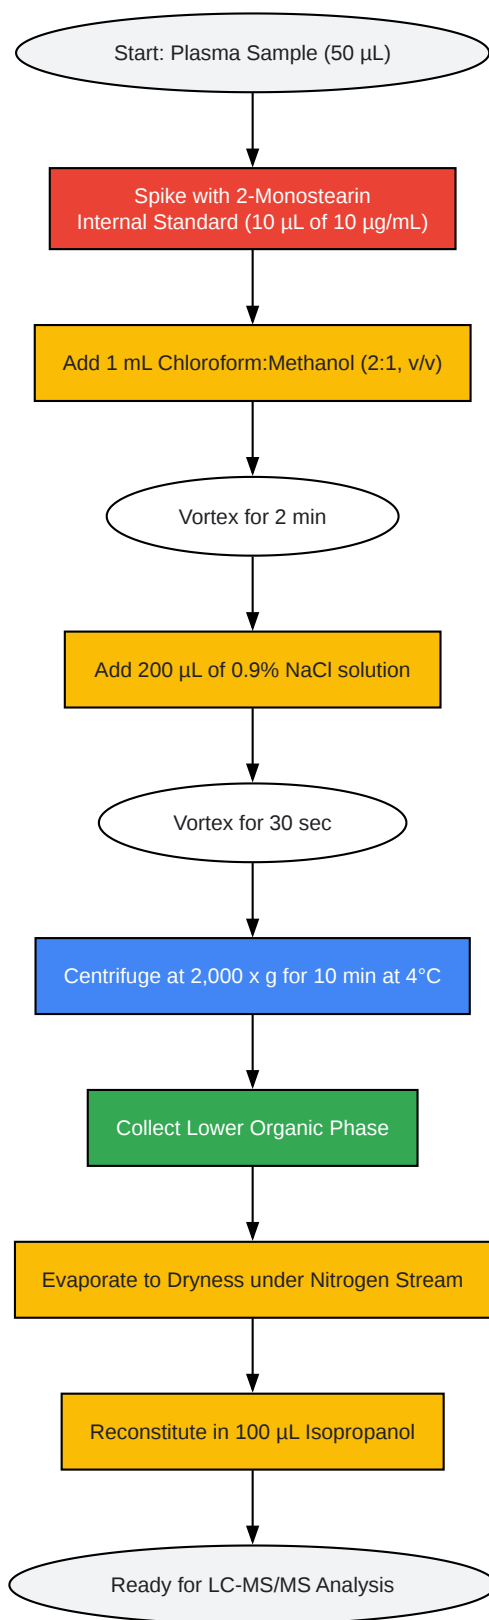 Start: Plasma Sample (50 µL)
Spike with 2-Monostearin
Internal Standard (10 µL of 10 µg/mL)
Add 1 mL Chloroform:Methanol (2:1, v/v)
Vortex for 2 min
Add 200 µL of 0.9% NaCl solution
Vortex for 30 sec
Centrifuge at 2,000 x g for 10 min at 4°C
Collect Lower Organic Phase
Evaporate to Dryness under Nitrogen Stream
Reconstitute in 100 µL Isopropanol
Ready for LC-MS/MS Analysis